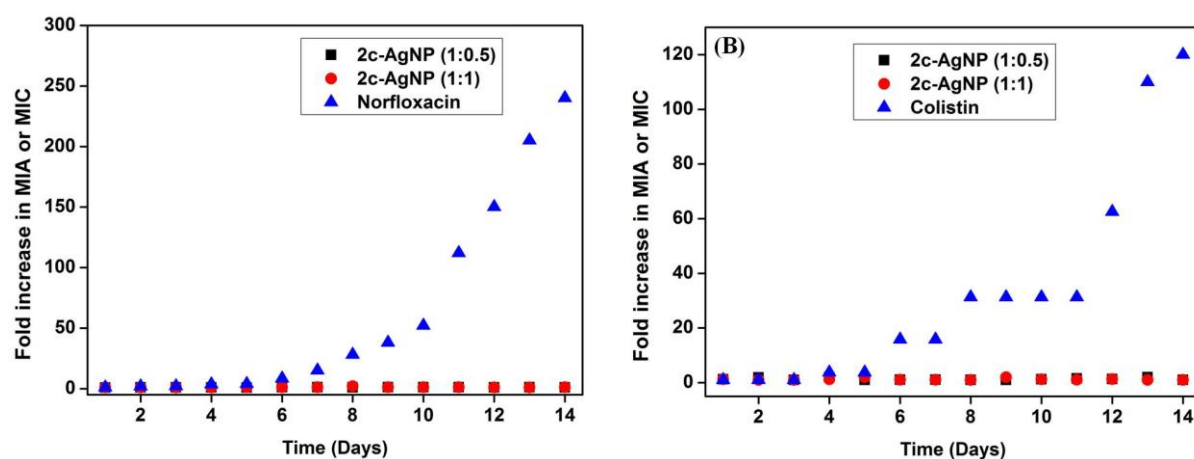 300
250
200
150
100
50
0
2 4 6 8 10 12 14
Fold increase in MIA or MIC
Time (Days)
2c-AgNP (1:0.5)
2c-AgNP (1:1)
Norfloxacin
(B)
120
100
80
60
40
20
0
2 4 6 8 10 12 14
Fold increase in MIA or MIC
Time (Days)
2c-AgNP (1:0.5)
2c-AgNP (1:1)
Colistin